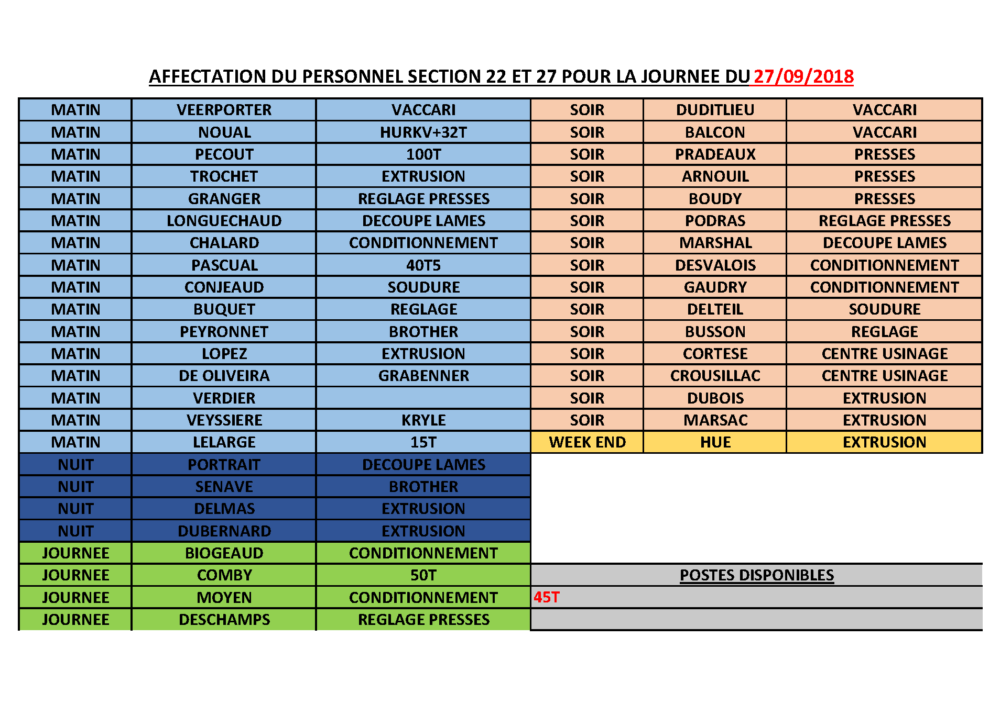 AFFECTATION DU PERSONNEL SECTION 22 ET 27 POUR LA JOURNEE DU 27/09/2018
MATIN VEERPORTER VACCARI SOIR DUDITLIEU VACCARI
MATIN NOUAL HURKV+32T SOIR BALCON VACCARI
MATIN PECOUT 100T SOIR PRADEAUX PRESSES
MATIN TROCHET EXTRUSION SOIR ARNOUIL PRESSES
MATIN GRANGER REGLAGE PRESSES SOIR BOUDY PRESSES
MATIN LONGUECHAUD DECOUPE LAMES SOIR PODRAS REGLAGE PRESSES
MATIN CHALARD CONDITIONNEMENT SOIR MARSHAL DECOUPE LAMES
MATIN PASCUAL 40T5 SOIR DESVALOIS CONDITIONNEMENT
MATIN CONJEAUD SOUDURE SOIR GAUDRY CONDITIONNEMENT
MATIN BUQUET REGLAGE SOIR DELTEIL SOUDURE
MATIN PEYRONNET BROTHER SOIR BUSSON REGLAGE
MATIN LOPEZ EXTRUSION SOIR CORTESE CENTRE USINAGE
MATIN DE OLIVEIRA GRABENNER SOIR CROUSILLAC CENTRE USINAGE
MATIN VERDIER SOIR DUBOIS EXTRUSION
MATIN VEYSSIERE KRYLE SOIR MARSAC EXTRUSION
MATIN LELARGE 15T WEEK END HUE EXTRUSION
NUIT PORTRAIT DECOUPE LAMES
NUIT SENAVE BROTHER
NUIT DELMAS EXTRUSION
NUIT DUBERNARD EXTRUSION
JOURNEE BIOGEAUD CONDITIONNEMENT
JOURNEE COMBY 50T POSTES DISPONIBLES
JOURNEE MOYEN CONDITIONNEMENT 45T
JOURNEE DESCHAMPS REGLAGE PRESSES